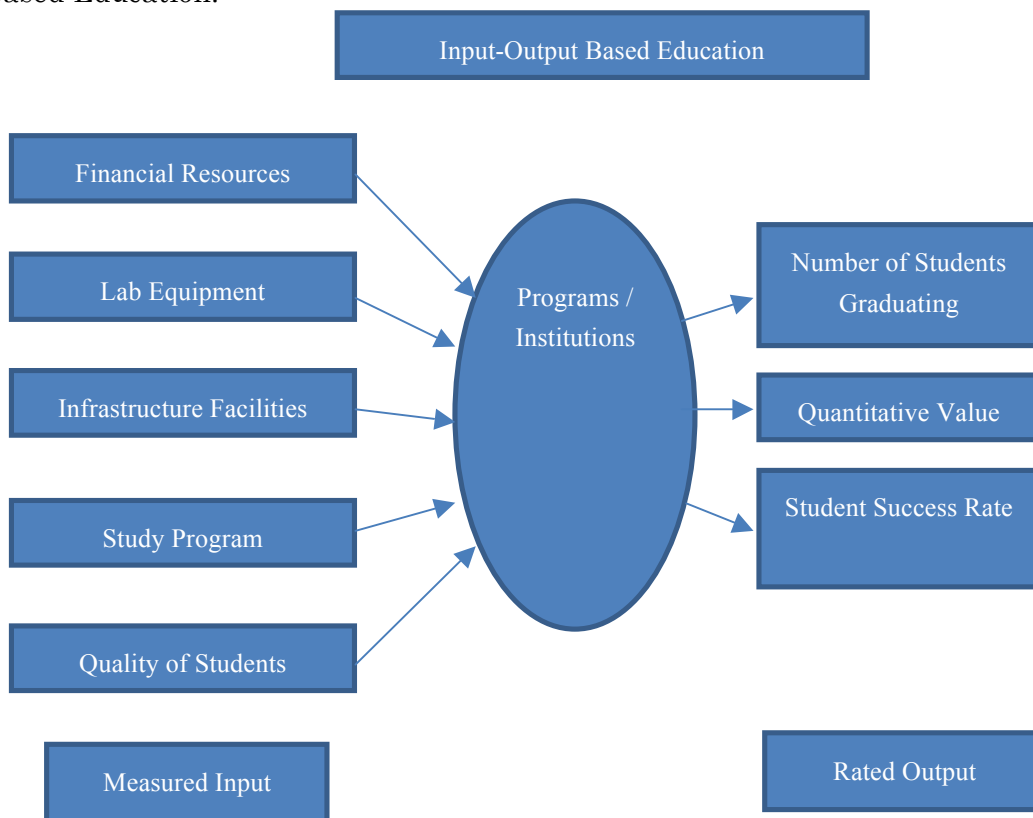 Education.
Input-Output Based Education
Financial Resources
Lab Equipment
Infrastructure Facilities
Study Program
Quality of Students
Measured Input
Programs /
Institutions
Number of Students
Graduating
Quantitative Value
Student Success Rate
Rated Output